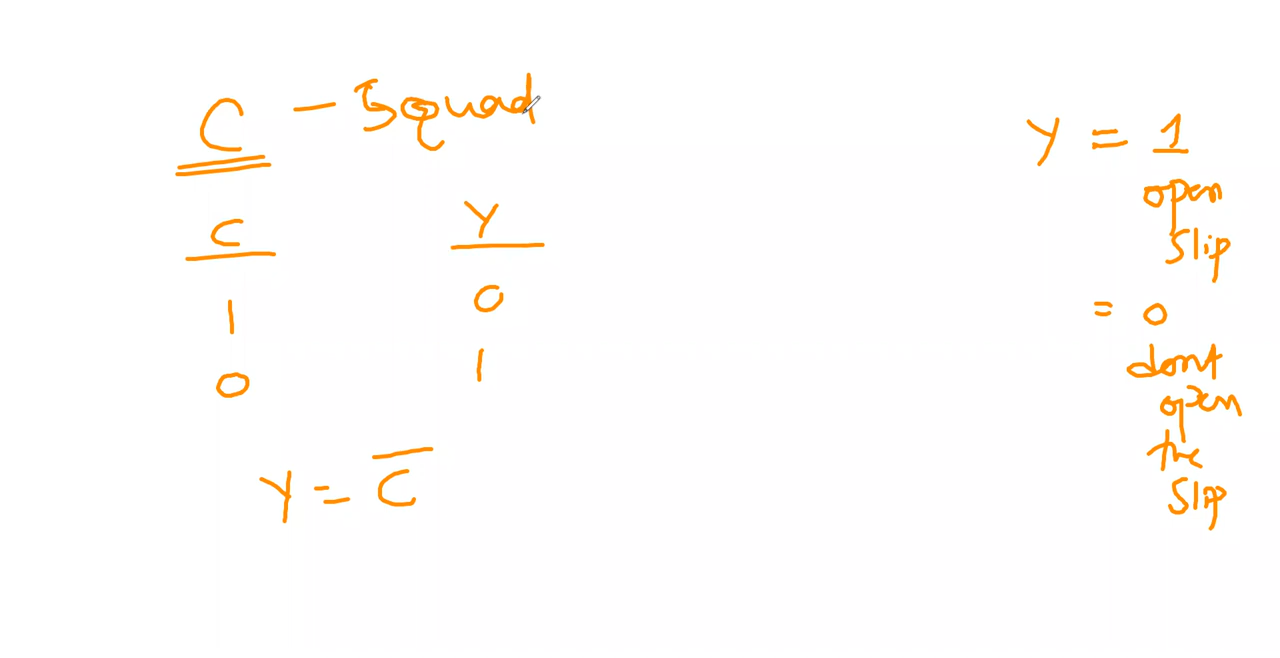 C - Squad
C Y
1 0
0 1
Y = C̅
Y = 1
open
slip
= 0
dont
open
the
slip